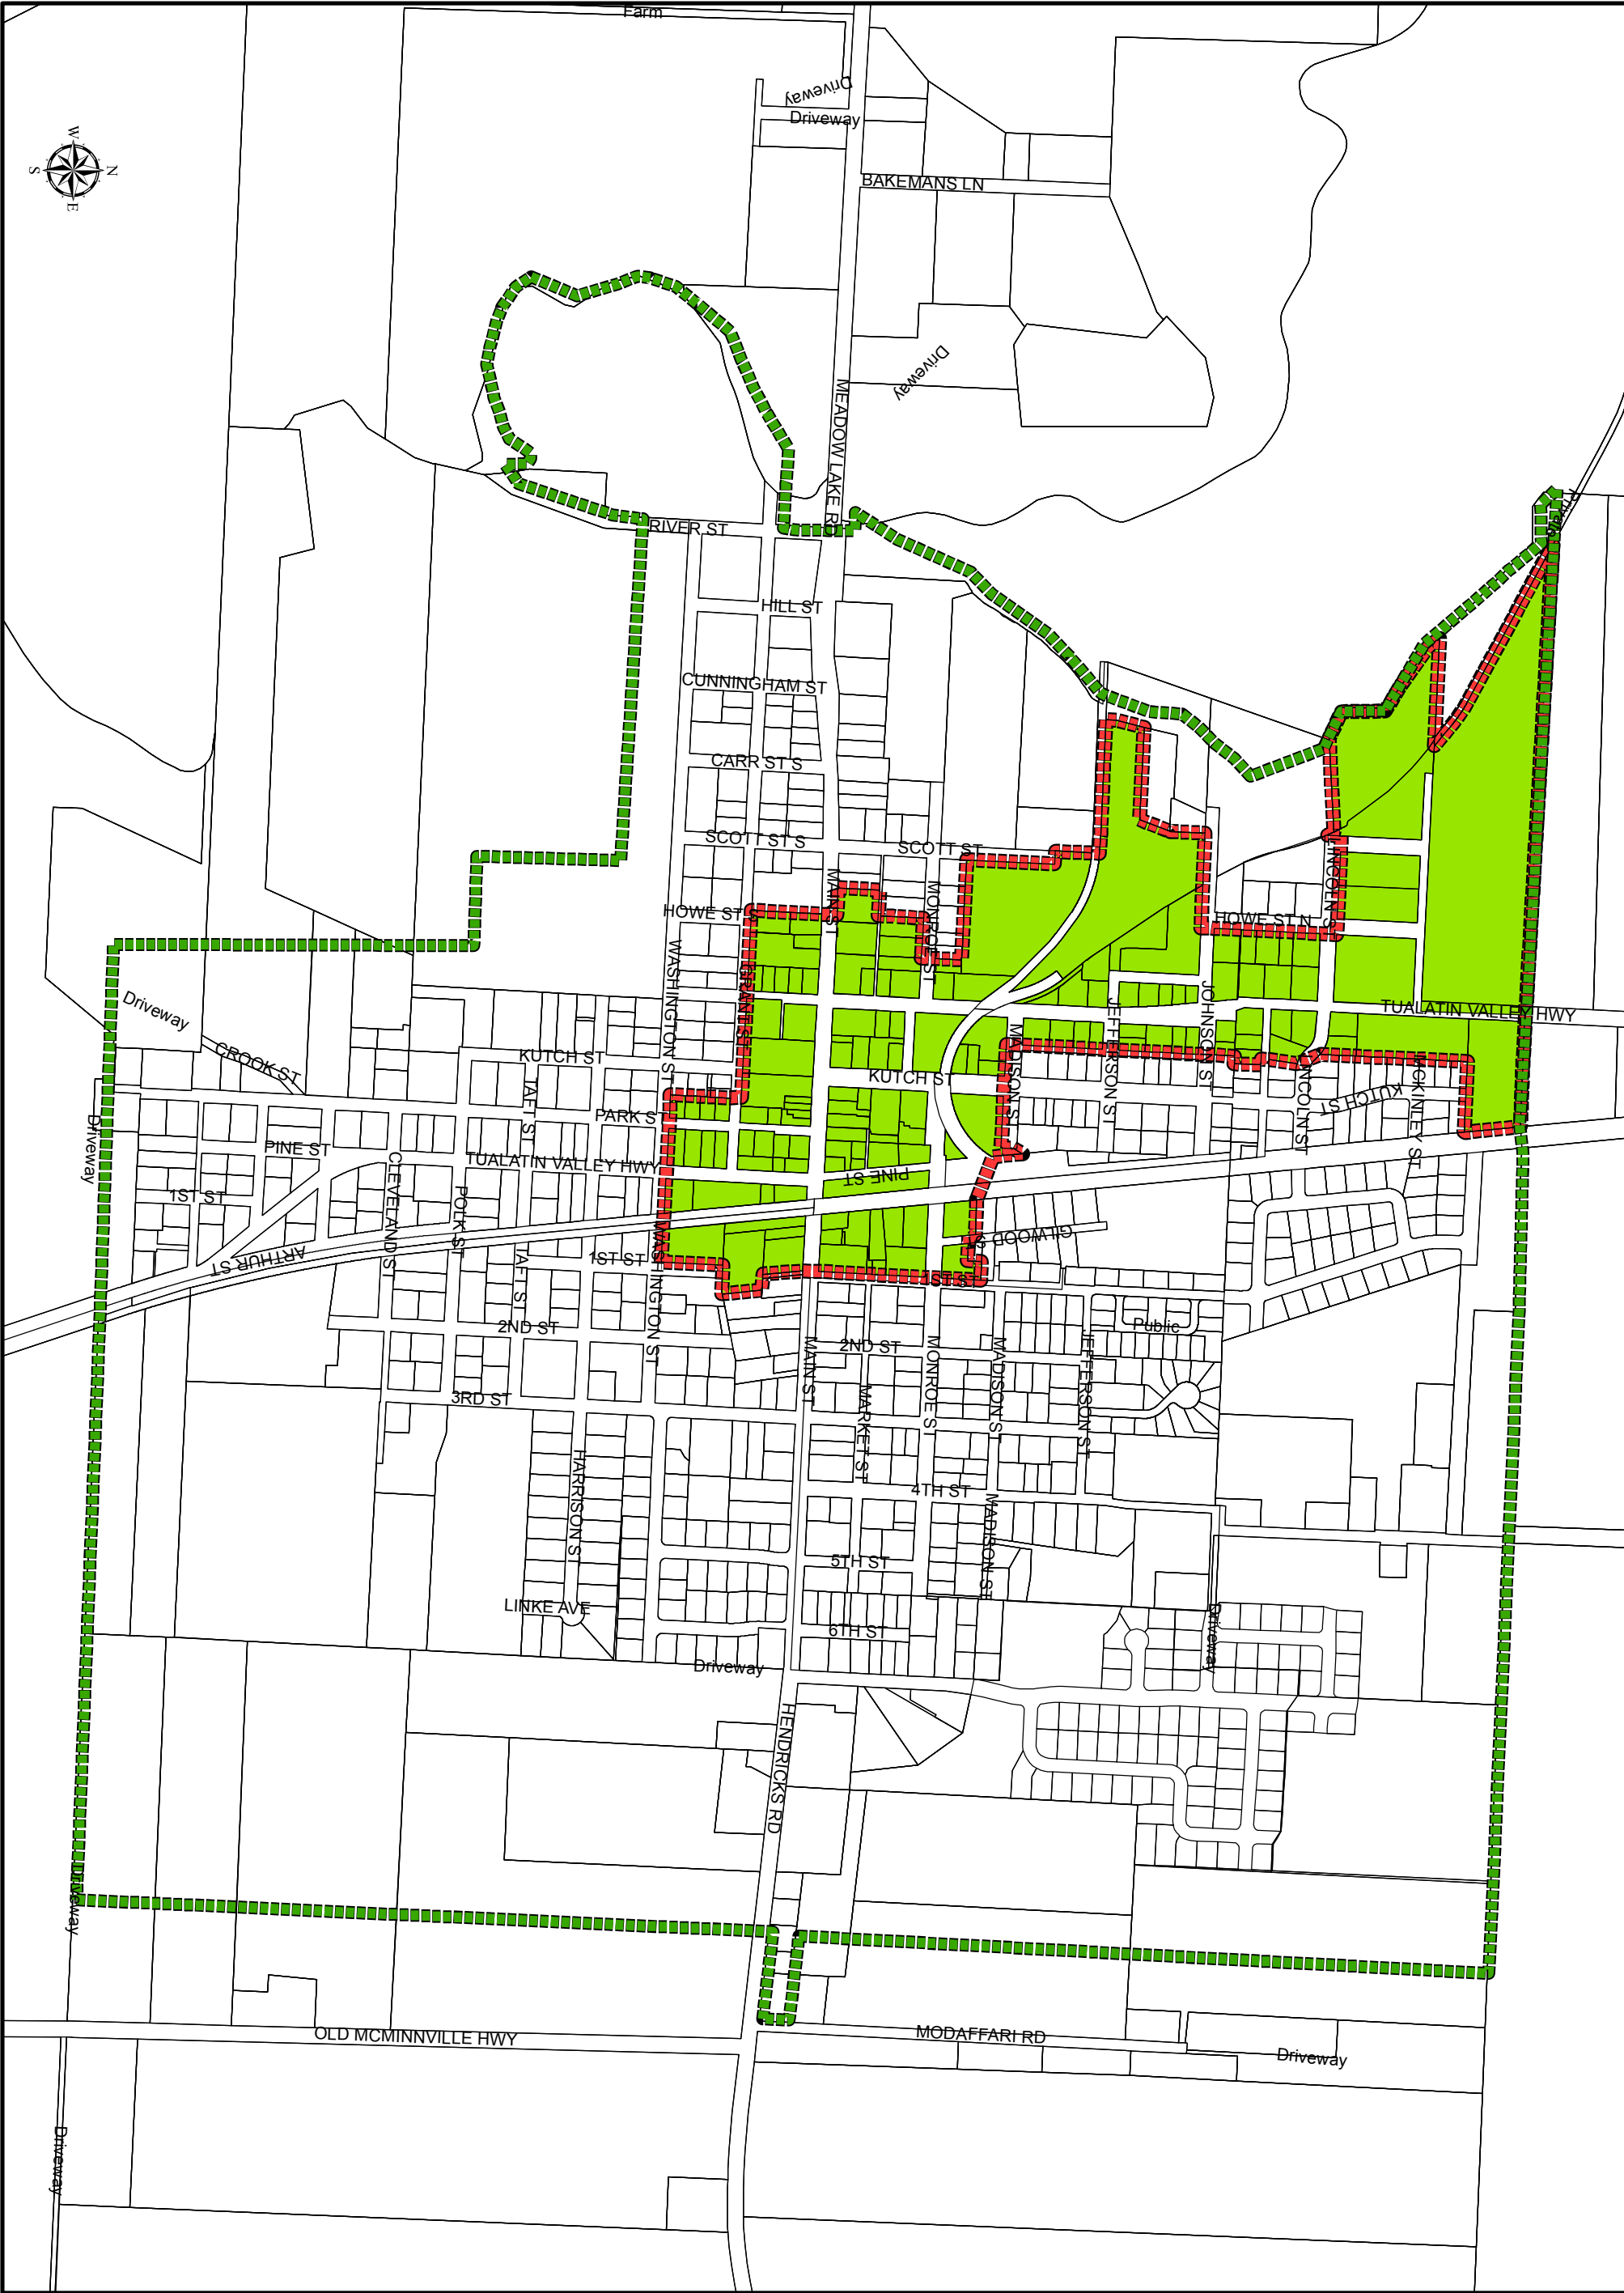 Farm
Driveway
Driveway
W
N
S
E
BAKEMANS LN
Driveway
MEADOW LAKE RD
Private
RIVER ST
HILL ST
CUNNINGHAM ST
CARR ST S
SCOTT ST S
SCOTT ST
MAIN ST
MONROE ST
LINCOLN S
HOWE ST S
HOWE ST N
WASHINGTON ST
GRANT ST
Driveway
JOHNSON ST
JEFFERSON ST
TUALATIN VALLEY HWY
MADISON ST
CROOK ST
KUTCH ST
KUTCH ST
LINCOLN ST
KUTCH ST
MCKINNEY ST
TAFT ST
PARK S
Driveway
PINE ST
CLEVELAND ST
TUALATIN VALLEY HWY
PINE ST
1ST ST
POLK ST
ARTHUR ST
TAFT ST
1ST ST
WASHINGTON ST
GILWOOD ST
1ST ST
2ND ST
MAIN ST
2ND ST
MONROE ST
MADISON ST
JEFFERSON ST
Public
3RD ST
MARKET ST
HARRISON ST
4TH ST
MADISON ST
5TH ST
LINKE AVE
6TH ST
Driveway
Driveway
HENDRICKS RD
Driveway
OLD MCMINNVILLE HWY
MODAFFARI RD
Driveway
Driveway